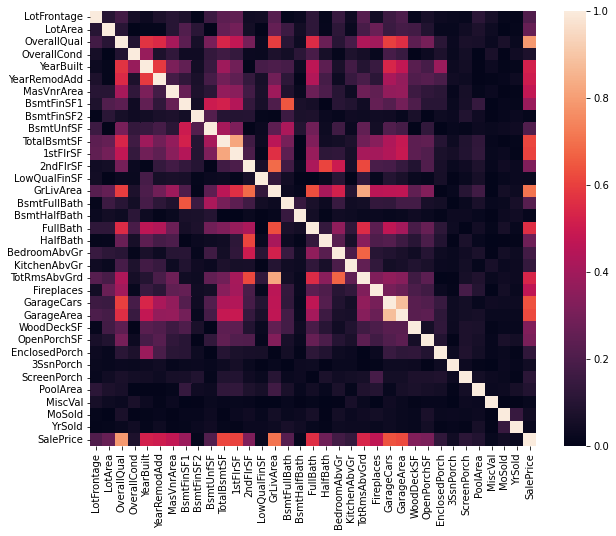 LotFrontage
LotArea
OverallQual
OverallCond
YearBuilt
YearRemodAdd
MasVnrArea
BsmtFinSF1
BsmtFinSF2
BsmtUnfSF
TotalBsmtSF
1stFlrSF
2ndFlrSF
LowQualFinSF
GrLivArea
BsmtFullBath
BsmtHalfBath
FullBath
HalfBath
BedroomAbvGr
KitchenAbvGr
TotRmsAbvGrd
Fireplaces
GarageCars
GarageArea
WoodDeckSF
OpenPorchSF
EnclosedPorch
3SsnPorch
ScreenPorch
PoolArea
MiscVal
MoSold
YrSold
SalePrice
LotFrontage
LotArea
OverallQual
OverallCond
YearBuilt
YearRemodAdd
MasVnrArea
BsmtFinSF1
BsmtFinSF2
BsmtUnfSF
TotalBsmtSF
1stFlrSF
2ndFlrSF
LowQualFinSF
GrLivArea
BsmtFullBath
BsmtHalfBath
FullBath
HalfBath
BedroomAbvGr
KitchenAbvGr
TotRmsAbvGrd
Fireplaces
GarageCars
GarageArea
WoodDeckSF
OpenPorchSF
EnclosedPorch
3SsnPorch
ScreenPorch
PoolArea
MiscVal
MoSold
YrSold
SalePrice
1.0
0.8
0.6
0.4
0.2
0.0